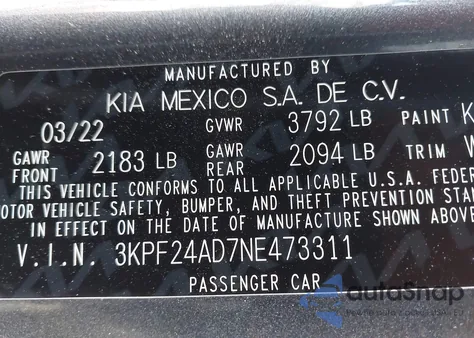 MANUFACTURED BY
KIA MEXICO S.A. DE C.V.
03/22 GVWR 3792 LB PAINT K
GAWR FRONT 2183 LB GAWR REAR 2094 LB TRIM W
THIS VEHICLE CONFORMS TO ALL APPLICABLE U.S.A. FEDER
MOTOR VEHICLE SAFETY, BUMPER, AND THEFT PREVENTION STA
IN EFFECT ON THE DATE OF MANUFACTURE SHOWN ABOVE
V.I.N. 3KPF24AD7NE473311
PASSENGER CAR
autoSnap